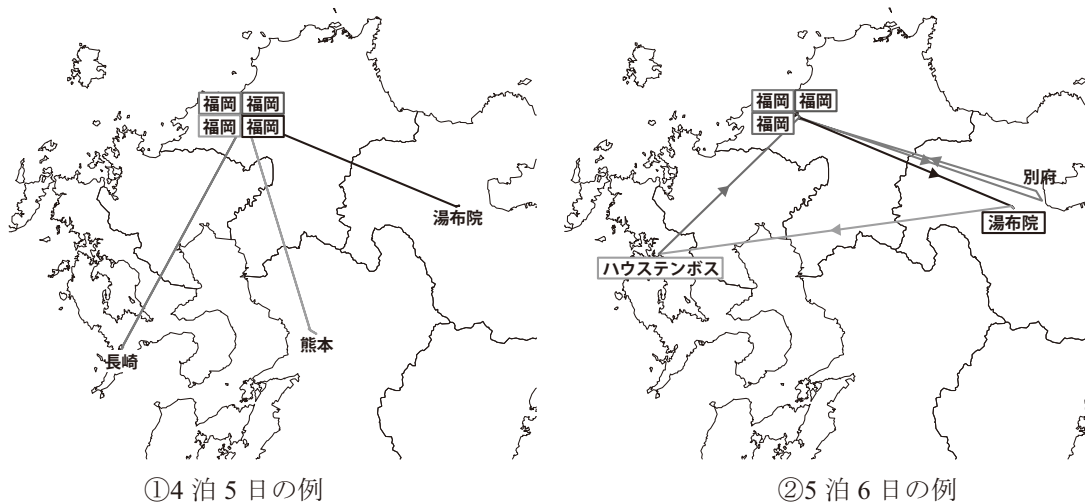 福岡 福岡
福岡 福岡
湯布院
熊本
長崎
①4 泊 5 日の例
福岡 福岡
福岡
別府
湯布院
ハウステンボス
②5 泊 6 日の例